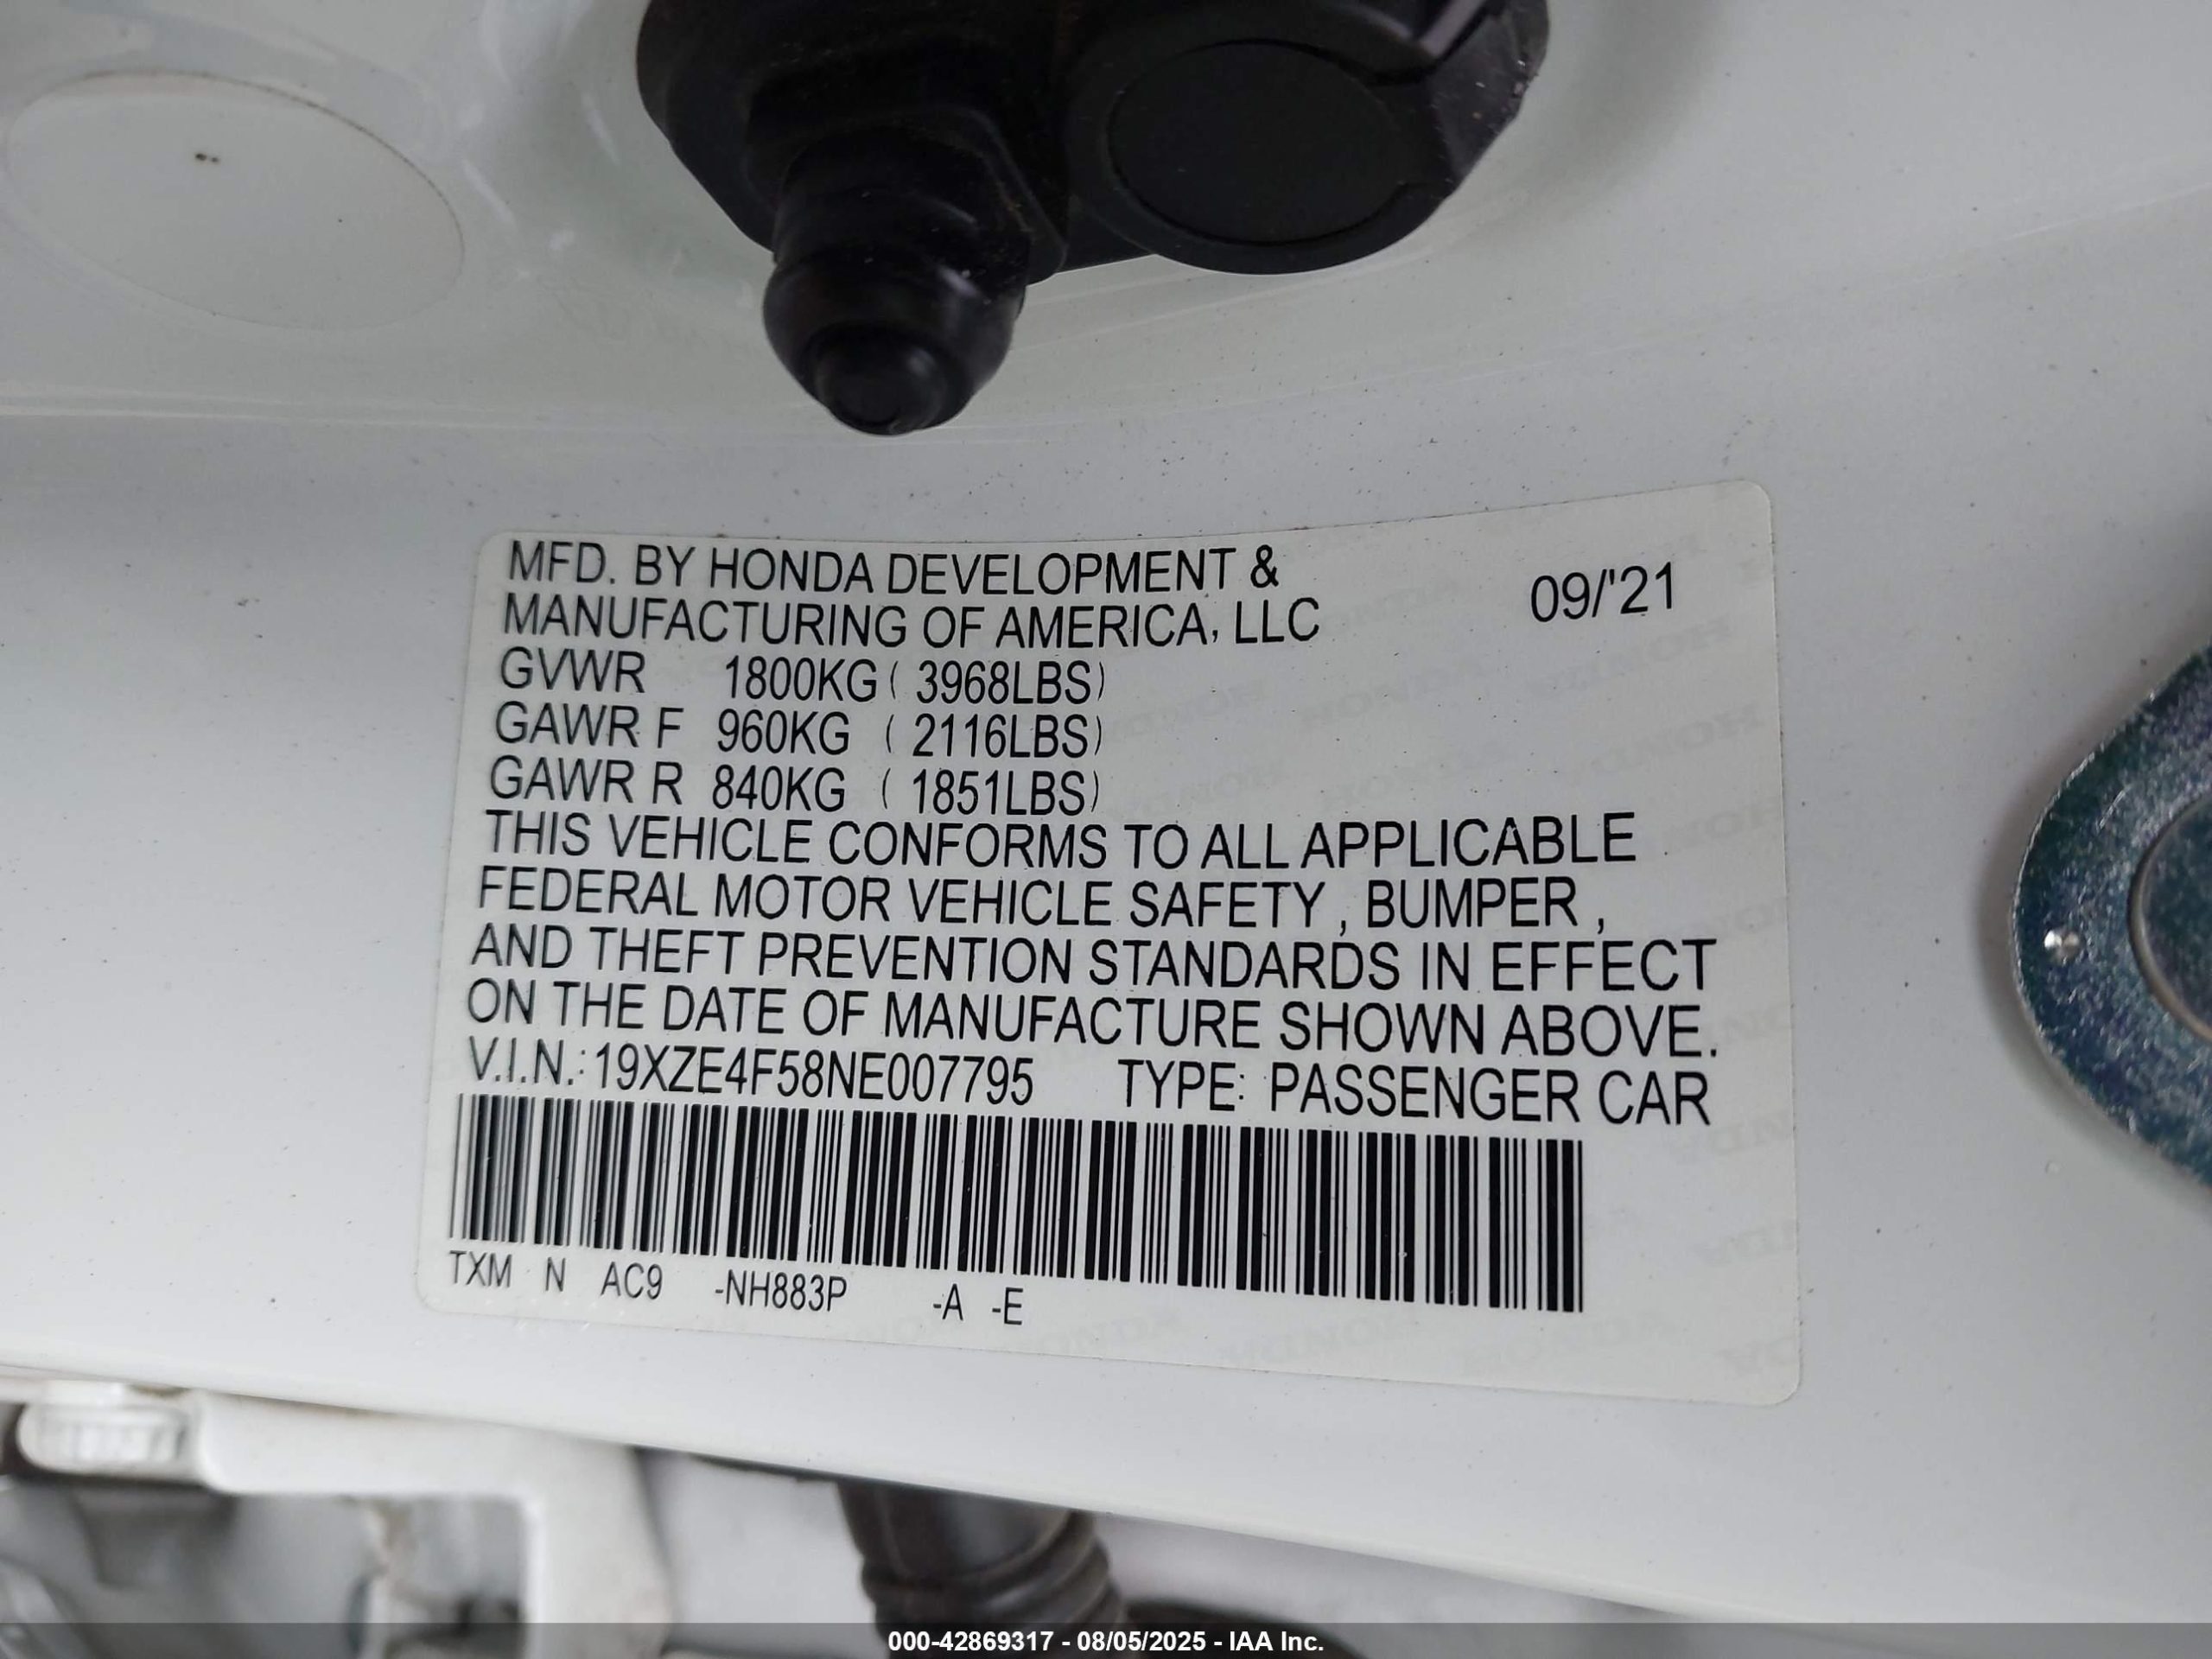 MFD. BY HONDA DEVELOPMENT &
MANUFACTURING OF AMERICA, LLC 09/'21
GVWR 1800KG ( 3968LBS)
GAWR F 960KG ( 2116LBS)
GAWR R 840KG ( 1851LBS)
THIS VEHICLE CONFORMS TO ALL APPLICABLE
FEDERAL MOTOR VEHICLE SAFETY , BUMPER ,
AND THEFT PREVENTION STANDARDS IN EFFECT
ON THE DATE OF MANUFACTURE SHOWN ABOVE.
V.I.N.: 19XZE4F58NE007795 TYPE: PASSENGER CAR
TXM N AC9 -NH883P -A -E
000-42869317 - 08/05/2025 - IAA Inc.